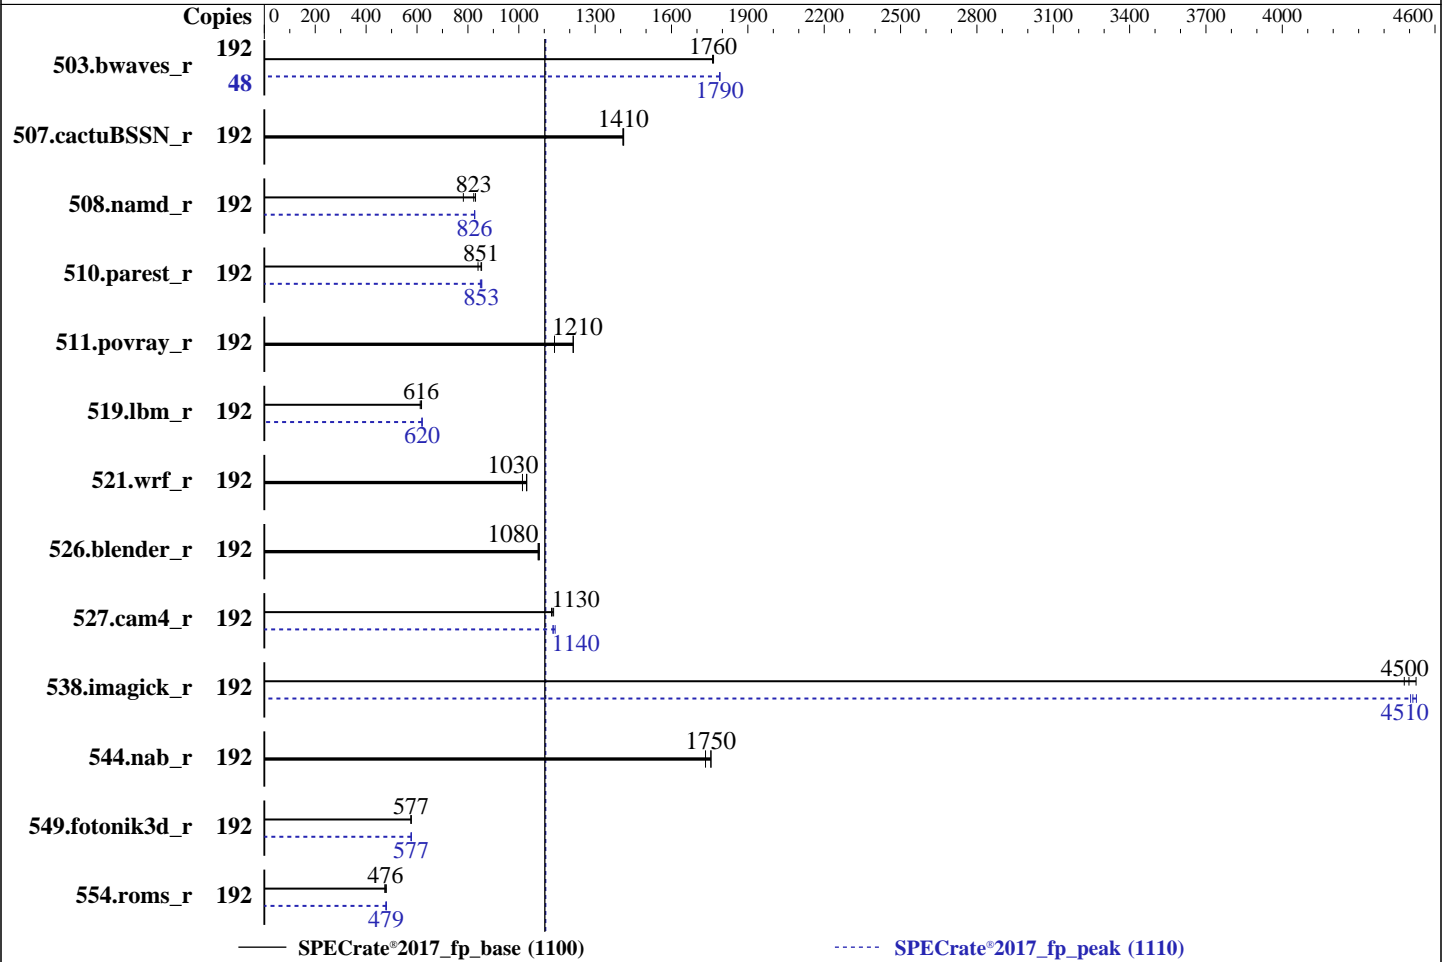 Copies 0 200 400 600 800 1000 1300 1600 1900 2200 2500 2800 3100 3400 3700 4000 4600
503.bwaves_r 192 1760
48 1790
507.cactuBSSN_r 192 1410
508.namd_r 192 823
826
510.parest_r 192 851
853
511.povray_r 192 1210
519.lbm_r 192 616
620
521.wrf_r 192 1030
526.blender_r 192 1080
527.cam4_r 192 1130
1140
538.imagick_r 192 4500
4510
544.nab_r 192 1750
549.fotonik3d_r 192 577
577
554.roms_r 192 476
479
SPECrate®2017_fp_base (1100) SPECrate®2017_fp_peak (1110)